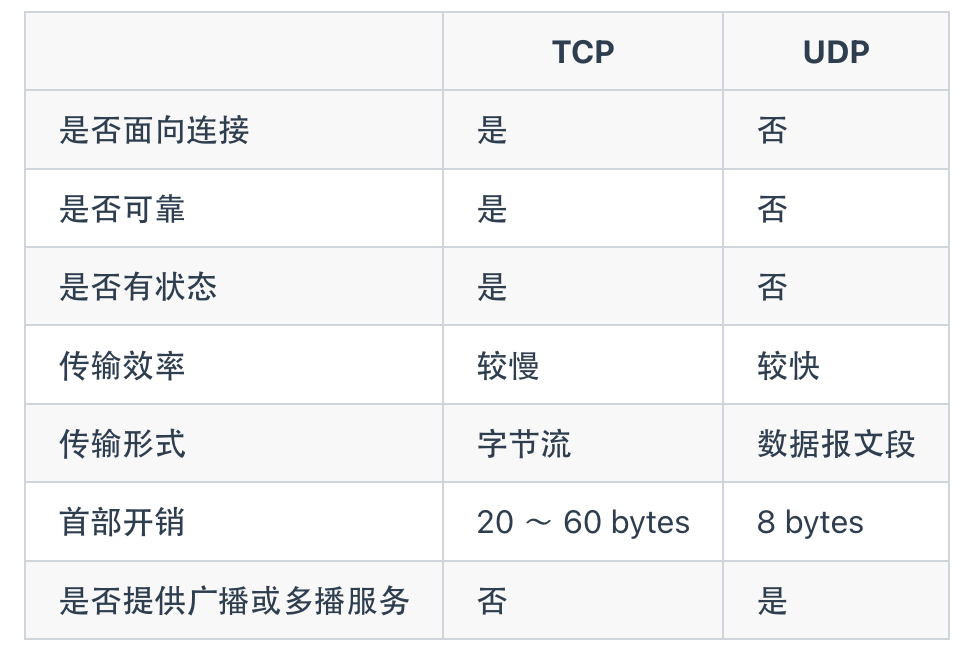 TCP UDP
是否面向连接 是 否
是否可靠 是 否
是否有状态 是 否
传输效率 较慢 较快
传输形式 字节流 数据报文段
首部开销 20 ～ 60 bytes 8 bytes
是否提供广播或多播服务 否 是